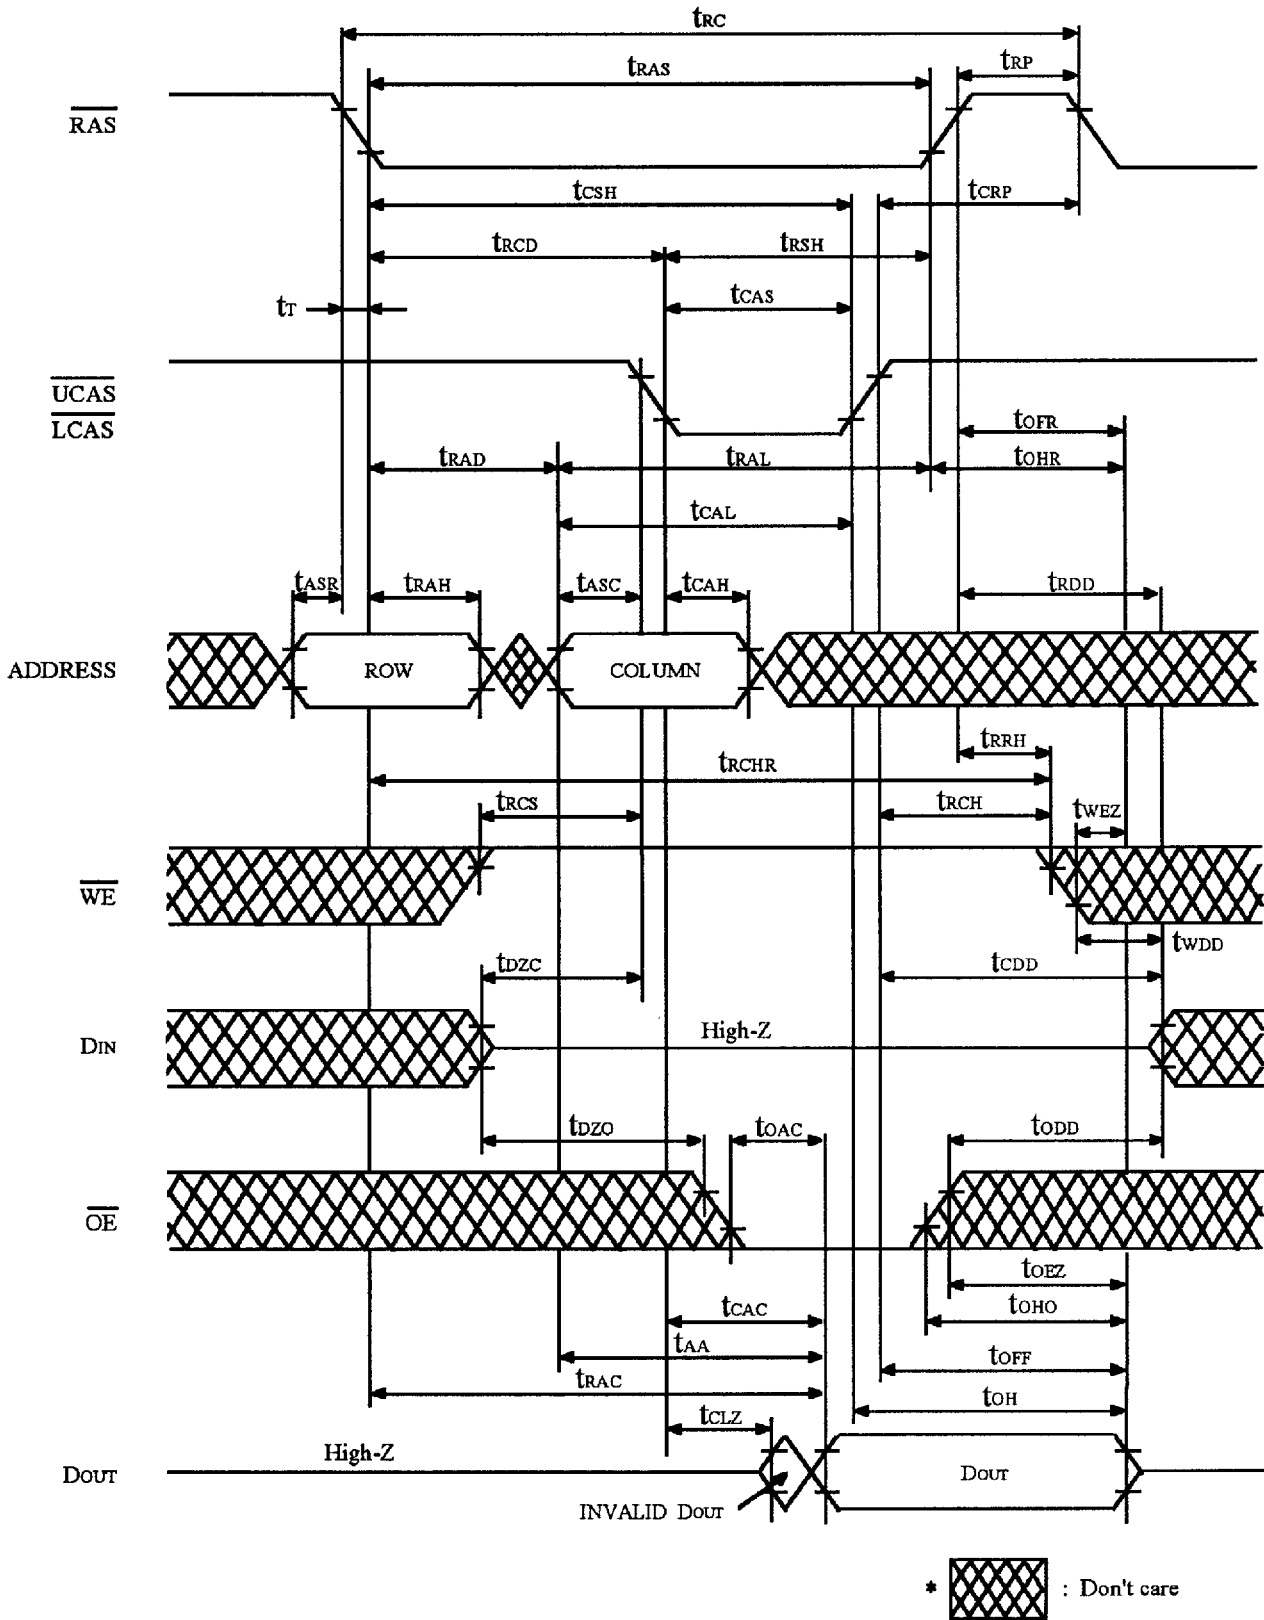 tRC
tRAS
tRP
RAS
tCSH
tCRP
tRCD
tRSH
tT
tCAS
UCAS
LCAS
tOFR
tRAD
tRAL
tOHR
tCAL
tASR
tRAH
tASC
tCAH
tRDD
ADDRESS
ROW
COLUMN
tRRH
tRCHR
tRCS
tRCH
tWEZ
WE
tWDD
tDZC
tCDD
DIN
High-Z
tDZO
tOAC
tODD
OE
tOEZ
tCAC
tOHO
tAA
tOFF
tRAC
tOH
tCLZ
High-Z
DOUT
DOUT
INVALID DOUT
* : Don't care